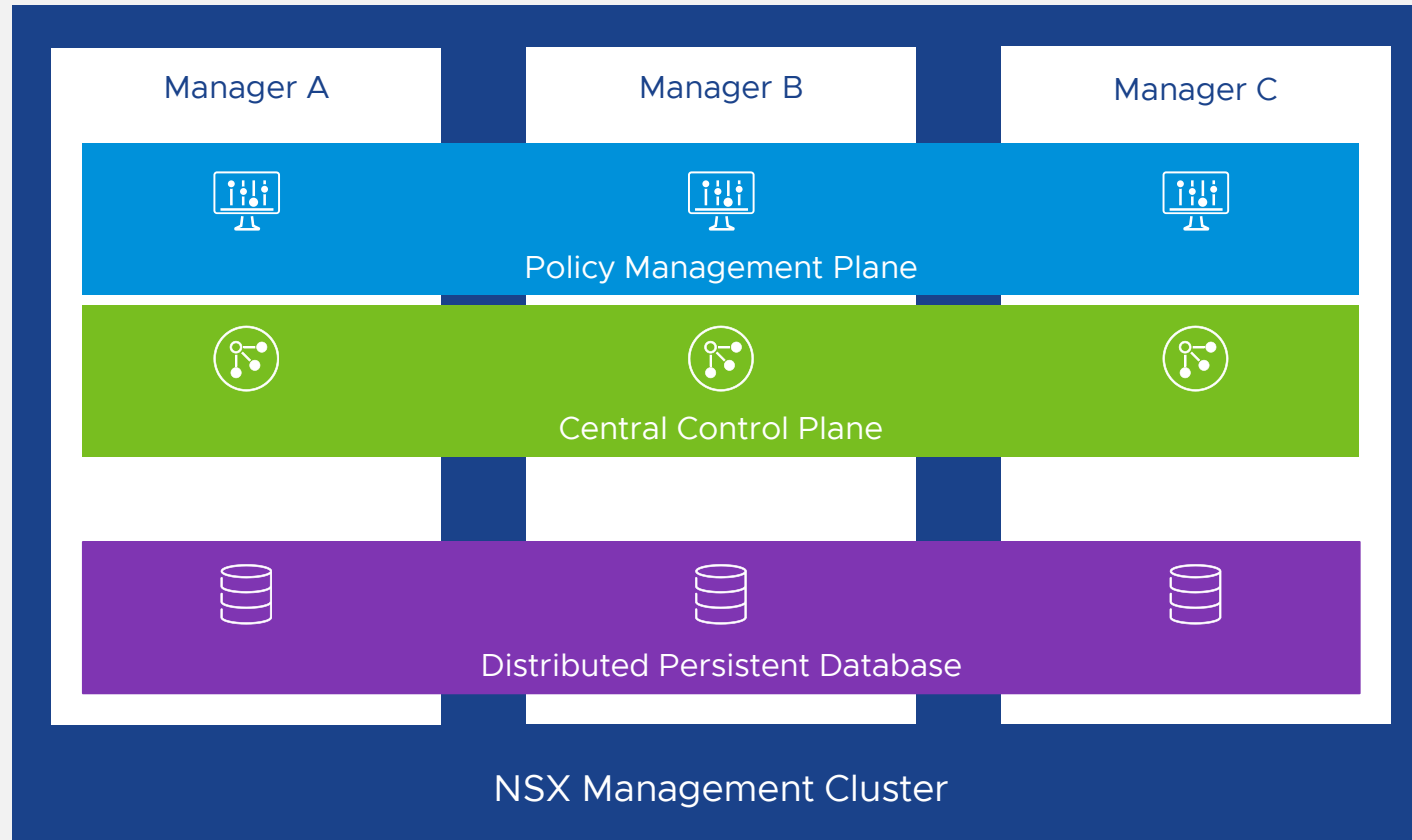 Manager A
Manager B
Manager C
Policy Management Plane
Central Control Plane
Distributed Persistent Database
NSX Management Cluster